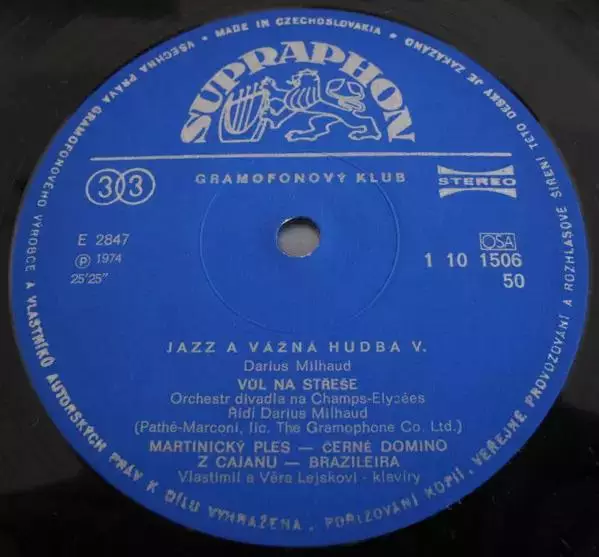 MADE IN CZECHOSLOVAKIA
VŠECHNA PRÁVA GRAMOFONOVÉHO VÝROBCE A VLASTNÍKŮ AUTORSKÝCH PRÁV K DÍLU VYHRAŽENA. POŘIZOVÁNÍ KOPIÍ, VEŘEJNÉ PROVOZOVÁNÍ A ROZHLASOVÉ ŠÍŘENÍ TÉTO DESKY JE ZAKÁZÁNO
SUPRAPHON
33
GRAMOFONOVÝ KLUB
STEREO
E 2847
OSA
℗ 1974
1 10 1506
25'25"
50
JAZZ A VÁŽNÁ HUDBA V.
Darius Milhaud
VŮL NA STŘEŠE
Orchestr divadla na Champs-Elysées
Řídí Darius Milhaud
(Pathé-Marconi, lic. The Gramophone Co. Ltd.)
MARTINICKÝ PLES — ČERNÉ DOMINO
Z CAJANU — BRAZILEIRA
Vlastimil a Věra Lejskovi - klavíry